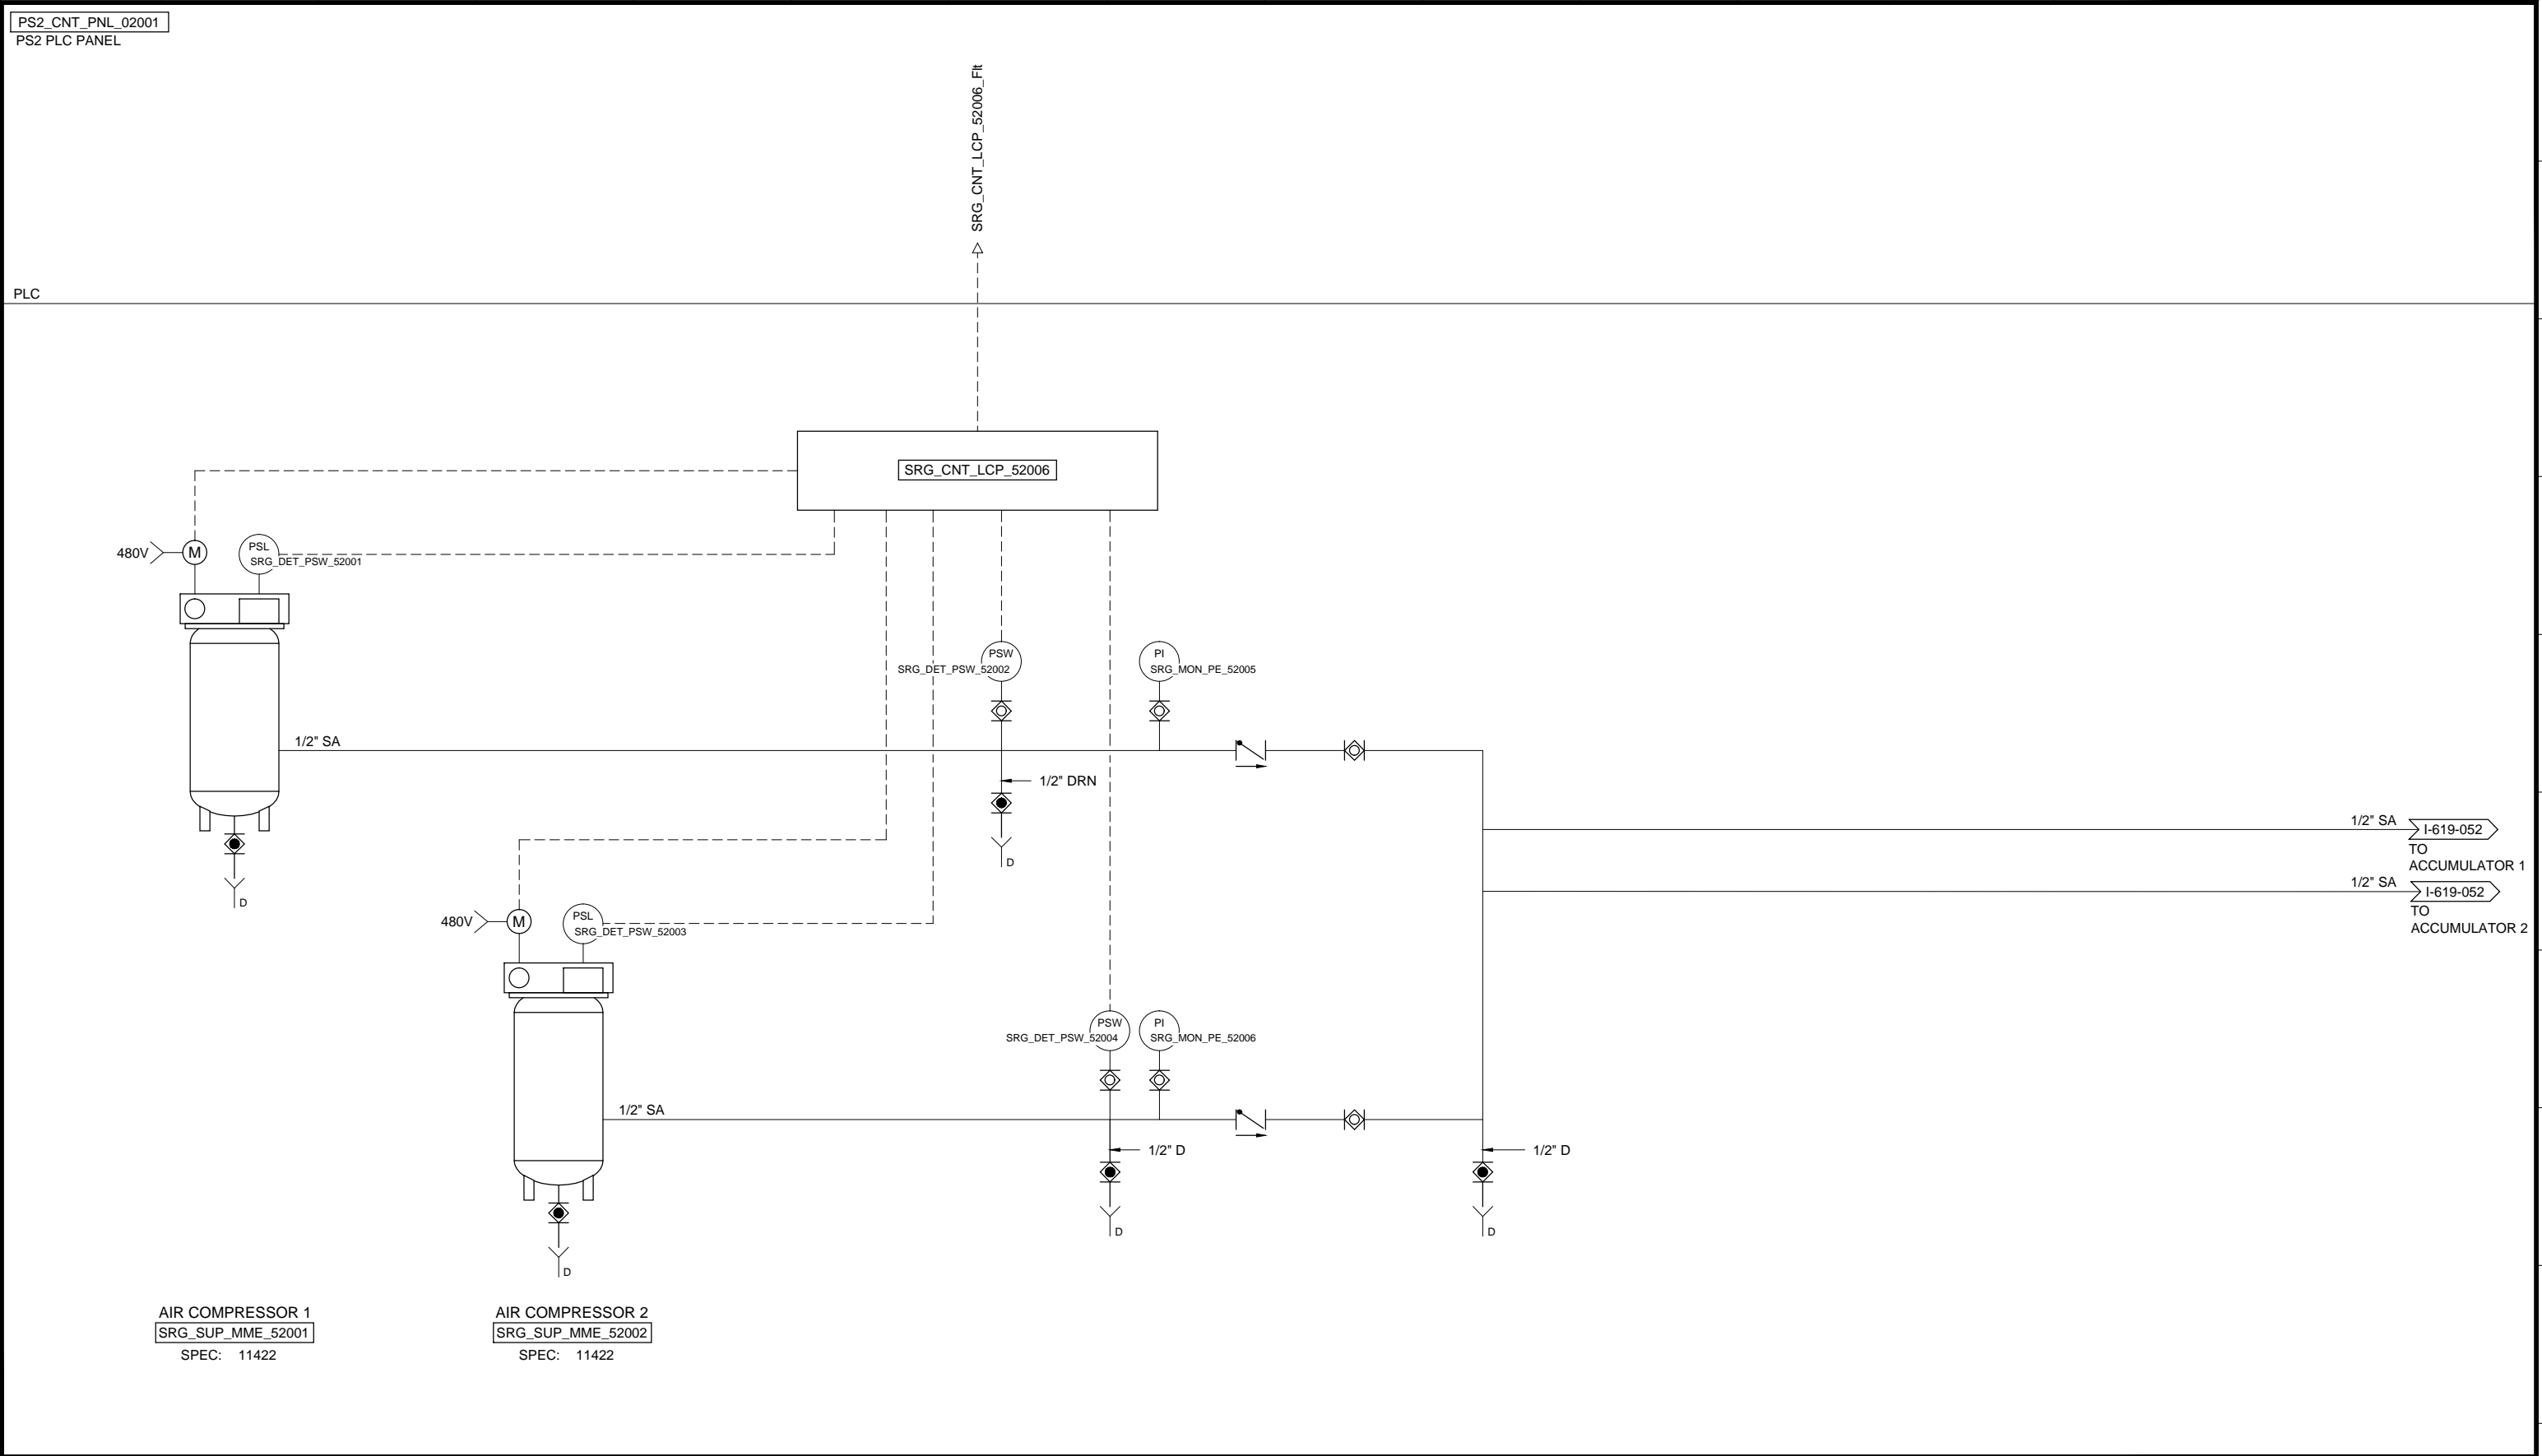 PS2_CNT_PNL_02001
PS2 PLC PANEL
SRG_CNT_LCP_52006_Flt
PLC
SRG_CNT_LCP_52006
480V
M
PSL
SRG_DET_PSW_52001
PSW
SRG_DET_PSW_52002
PI
SRG_MON_PE_52005
1/2" SA
1/2" DRN
D
D
1/2" SA
I-619-052
TO
ACCUMULATOR 1
1/2" SA
I-619-052
TO
ACCUMULATOR 2
480V
M
PSL
SRG_DET_PSW_52003
PSW
SRG_DET_PSW_52004
PI
SRG_MON_PE_52006
1/2" SA
1/2" D
1/2" D
D
D
D
AIR COMPRESSOR 1
SRG_SUP_MME_52001
SPEC: 11422
AIR COMPRESSOR 2
SRG_SUP_MME_52002
SPEC: 11422